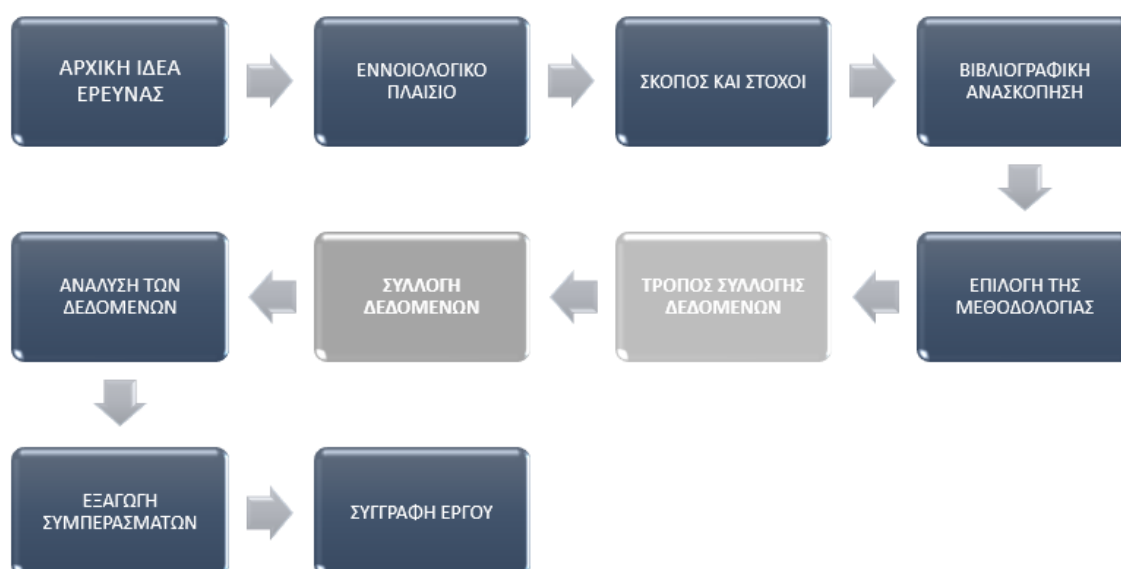 ΑΡΧΙΚΗ ΙΔΕΑ
ΕΡΕΥΝΑΣ
ΕΝΝΟΙΟΛΟΓΙΚΟ
ΠΛΑΙΣΙΟ
ΣΚΟΠΟΣ ΚΑΙ ΣΤΟΧΟΙ
ΒΙΒΛΙΟΓΡΑΦΙΚΗ
ΑΝΑΣΚΟΠΗΣΗ
ΕΠΙΛΟΓΗ ΤΗΣ
ΜΕΘΟΔΟΛΟΓΙΑΣ
ΤΡΟΠΟΣ ΣΥΛΛΟΓΗΣ
ΔΕΔΟΜΕΝΩΝ
ΣΥΛΛΟΓΗ
ΔΕΔΟΜΕΝΩΝ
ΑΝΑΛΥΣΗ ΤΩΝ
ΔΕΔΟΜΕΝΩΝ
ΕΞΑΓΩΓΗ
ΣΥΜΠΕΡΑΣΜΑΤΩΝ
ΣΥΓΓΡΑΦΗ ΕΡΓΟΥ